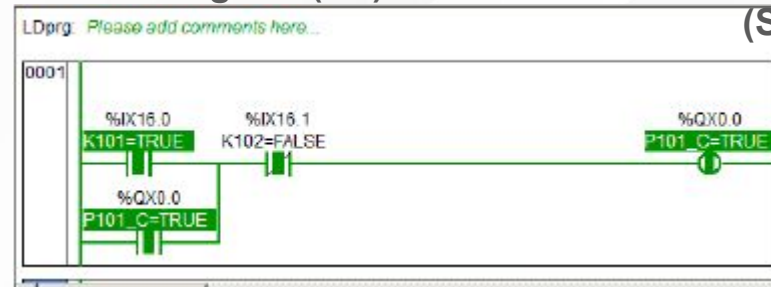 (S
LDprg: Please add comments here...
0001
%IX16.0 %IX16.1 %QX0.0
K101=TRUE K102=FALSE P101_C=TRUE
%QX0.0
P101_C=TRUE